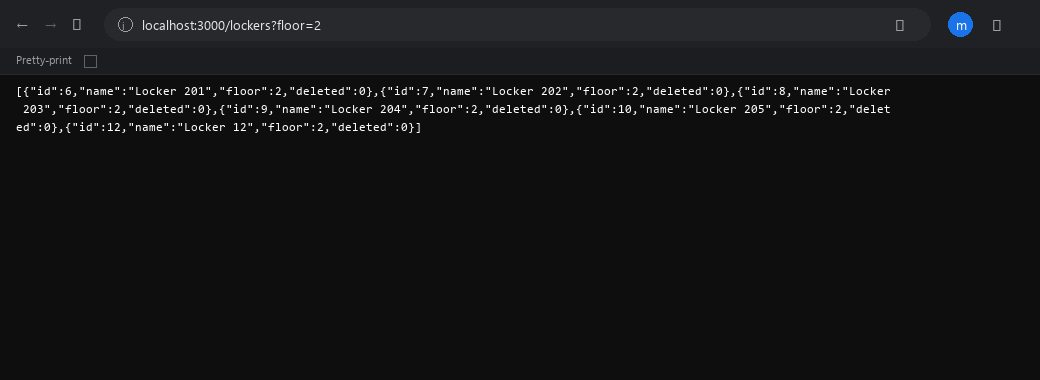 localhost:3000/lockers?floor=2
m
Pretty-print
[{"id":6,"name":"Locker 201","floor":2,"deleted":0},{"id":7,"name":"Locker 202","floor":2,"deleted":0},{"id":8,"name":"Locker
203","floor":2,"deleted":0},{"id":9,"name":"Locker 204","floor":2,"deleted":0},{"id":10,"name":"Locker 205","floor":2,"delet
ed":0},{"id":12,"name":"Locker 12","floor":2,"deleted":0}]